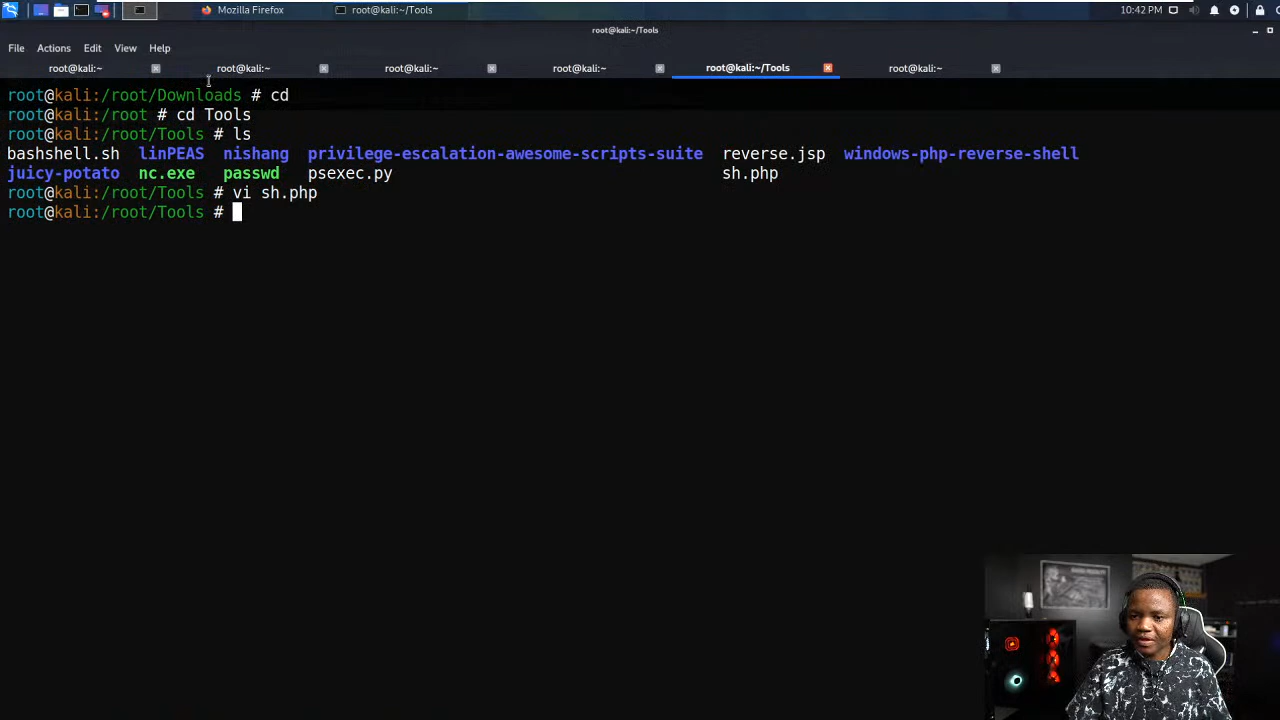 Mozilla Firefox
root@kali:~/Tools
10:42 PM
root@kali:~/Tools
File Actions Edit View Help
root@kali:~ root@kali:~ root@kali:~ root@kali:~ root@kali:~/Tools root@kali:~
root@kali:/root/Downloads # cd
root@kali:/root # cd Tools
root@kali:/root/Tools # ls
bashshell.sh linPEAS nishang privilege-escalation-awesome-scripts-suite reverse.jsp windows-php-reverse-shell
juicy-potato nc.exe passwd psexec.py sh.php
root@kali:/root/Tools # vi sh.php
root@kali:/root/Tools #